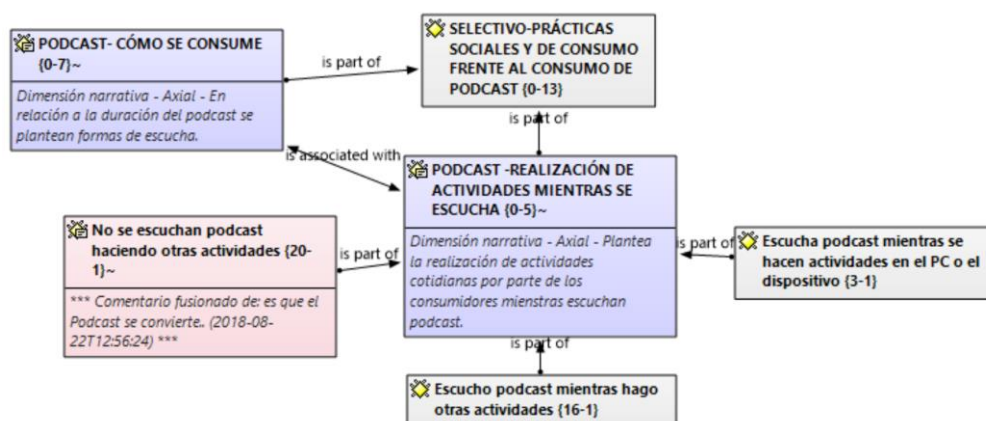 PODCAST- CÓMO SE CONSUME
{0-7}~
Dimensión narrativa - Axial - En
relación a la duración del podcast se
plantean formas de escucha.
is part of
SELECTIVO-PRÁCTICAS
SOCIALES Y DE CONSUMO
FRENTE AL CONSUMO DE
PODCAST {0-13}
is part of
is associated with
PODCAST -REALIZACIÓN DE
ACTIVIDADES MIENTRAS SE
ESCUCHA {0-5}~
Dimensión narrativa - Axial - Plantea
la realización de actividades
cotidianas por parte de los
consumidores mienstras escuchan
podcast.
No se escuchan podcast
haciendo otras actividades {20-
1}~
*** Comentario fusionado de: es que el
Podcast se convierte.. (2018-08-
22T12:56:24) ***
is part of
is part of
Escucha podcast mientras se
hacen actividades en el PC o el
dispositivo {3-1}
is part of
Escucho podcast mientras hago
otras actividades {16-1}